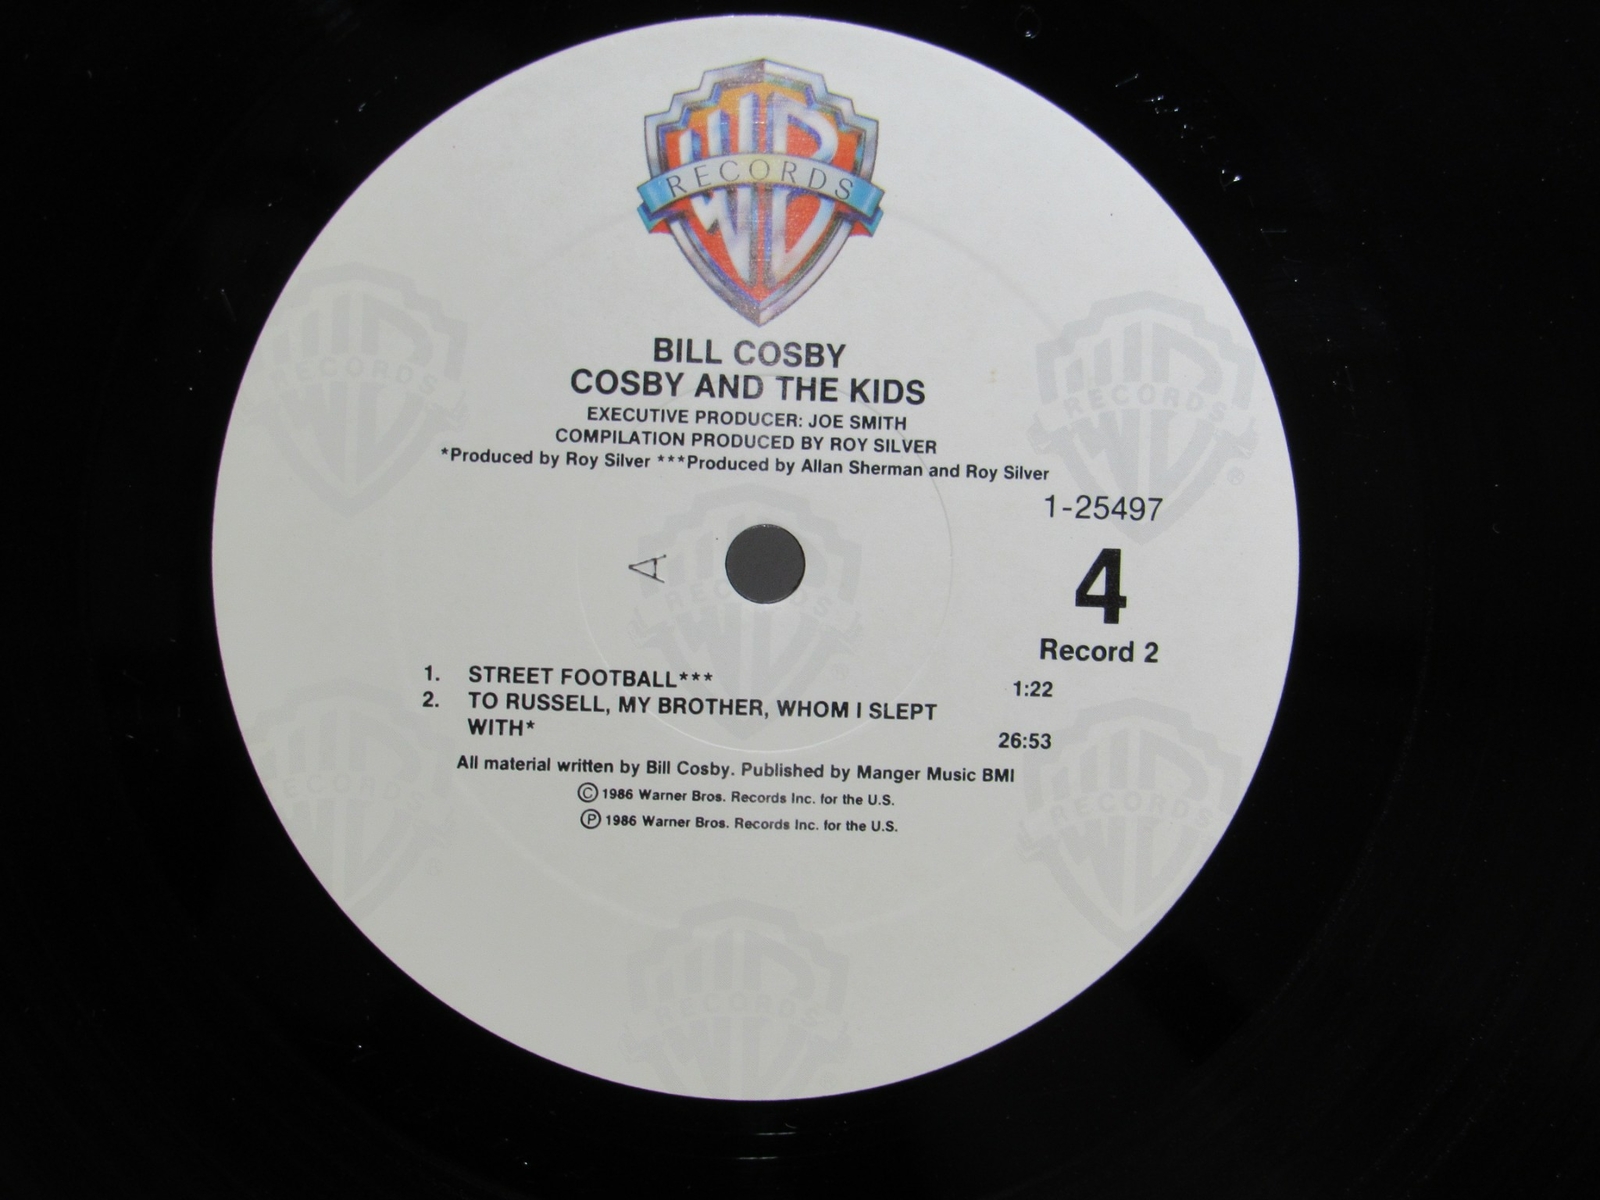 WB
RECORDS
BILL COSBY
COSBY AND THE KIDS
EXECUTIVE PRODUCER: JOE SMITH
COMPILATION PRODUCED BY ROY SILVER
*Produced by Roy Silver ***Produced by Allan Sherman and Roy Silver
1-25497
4
Record 2
A
1. STREET FOOTBALL*** 1:22
2. TO RUSSELL, MY BROTHER, WHOM I SLEPT
WITH* 26:53
All material written by Bill Cosby. Published by Manger Music BMI
Ⓒ 1986 Warner Bros. Records Inc. for the U.S.
Ⓟ 1986 Warner Bros. Records Inc. for the U.S.